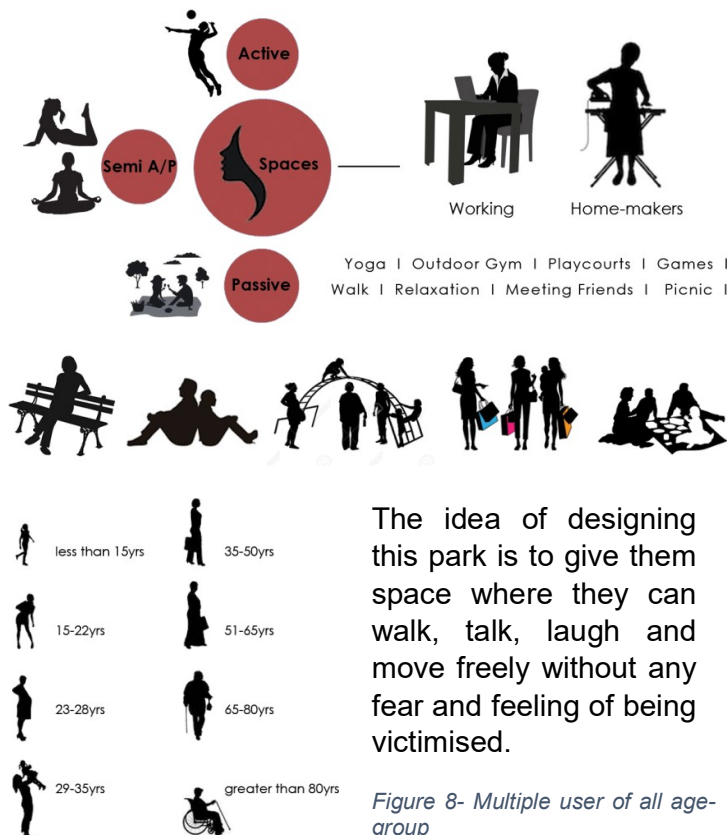 Active
Semi A/P
Spaces
Working
Home-makers
Passive
Yoga I Outdoor Gym I Playcourts I Games I
Walk I Relaxation I Meeting Friends I Picnic I
less than 15yrs
35-50yrs
15-22yrs
51-65yrs
23-28yrs
65-80yrs
29-35yrs
greater than 80yrs
The idea of designing
this park is to give them
space where they can
walk, talk, laugh and
move freely without any
fear and feeling of being
victimised.
Figure 8- Multiple user of all age-
group